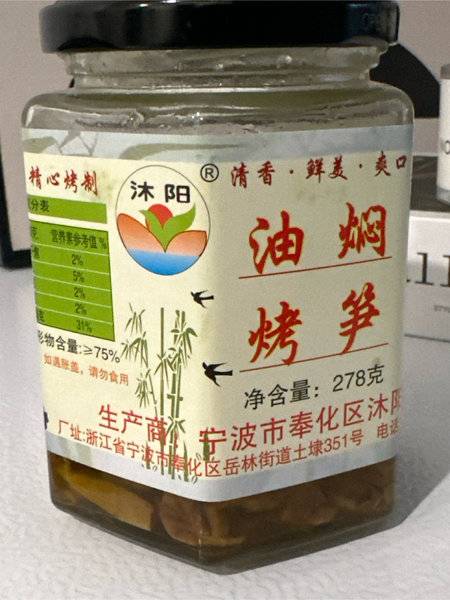 精心烤制
分表
营养素参考值%
2%
5%
2%
2%
31%
形物含量:≥75%
如遇胀盖,请勿食用
沐阳®
清香·鲜美·爽口
油焖
烤笋
净含量:278克
生产商:宁波市奉化区沐阳
厂址:浙江省宁波市奉化区岳林街道土埭351号 电话